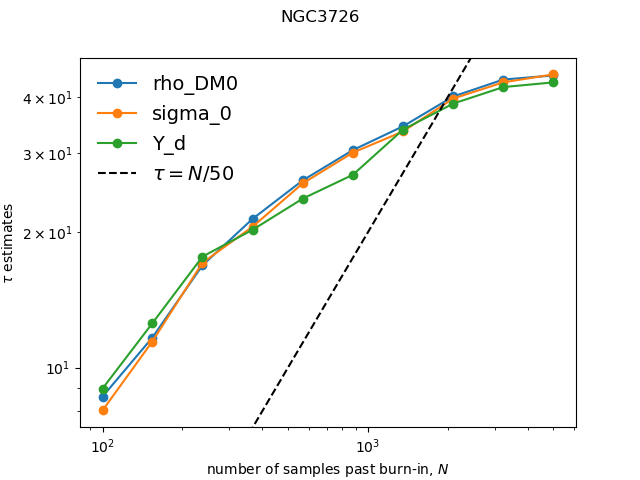 NGC3726
rho_DM0
sigma_0
Y_d
τ = N/50
4 × 10¹
3 × 10¹
2 × 10¹
10¹
τ estimates
10² 10³
number of samples past burn-in, N